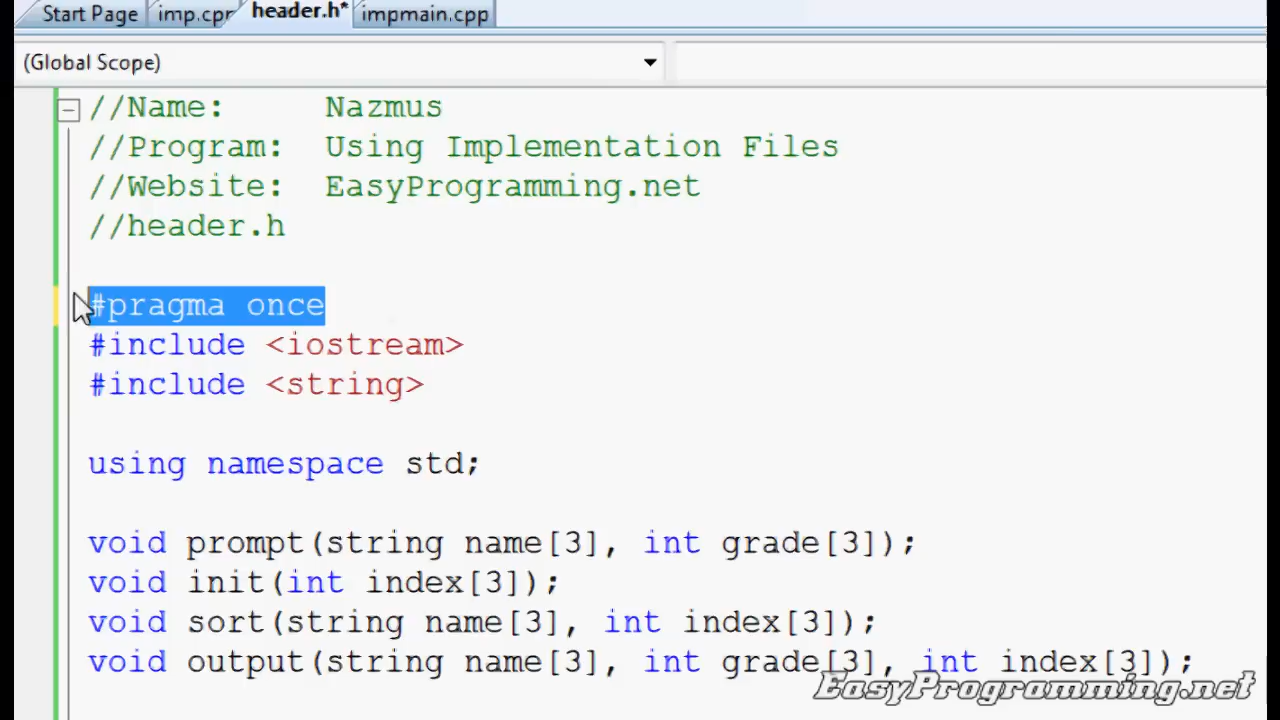 Start Page imp.cpp header.h* impmain.cpp
(Global Scope)
//Name: Nazmus
//Program: Using Implementation Files
//Website: EasyProgramming.net
//header.h
#pragma once
#include <iostream>
#include <string>
using namespace std;
void prompt(string name[3], int grade[3]);
void init(int index[3]);
void sort(string name[3], int index[3]);
void output(string name[3], int grade[3], int index[3]);
EasyProgramming.net